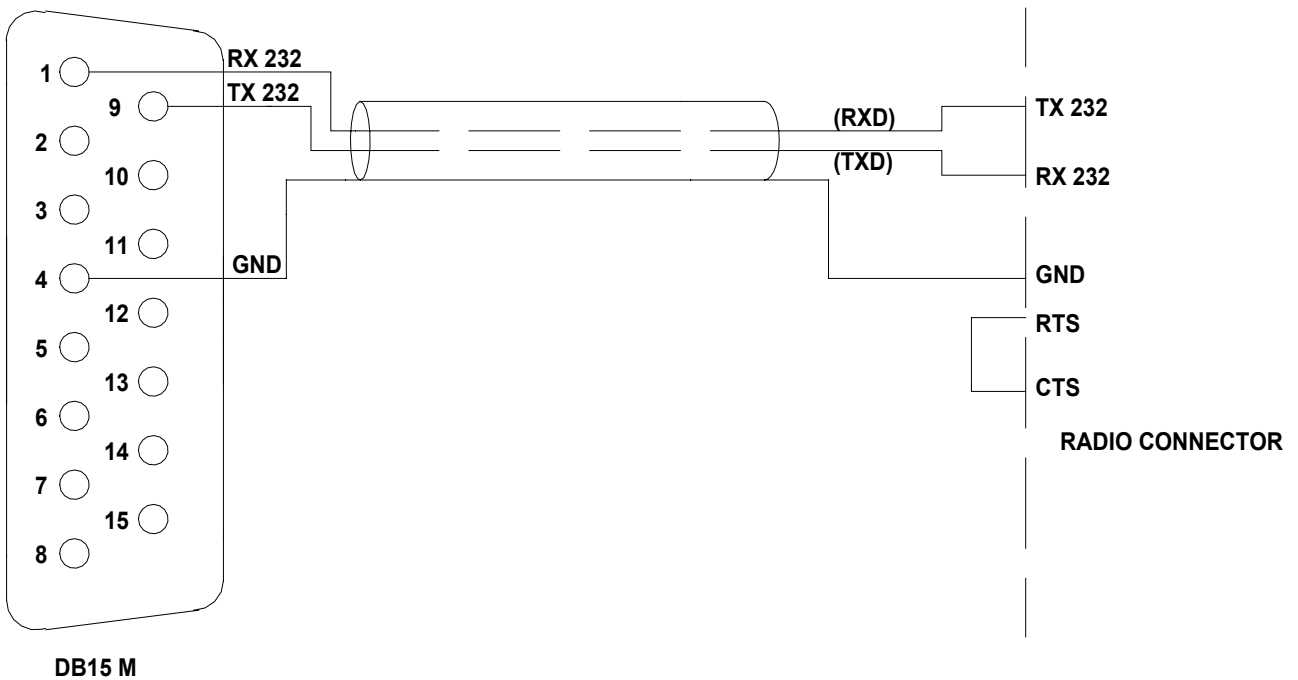 RX 232
1
TX 232
9
(RXD)
TX 232
2
(TXD)
10
RX 232
3
11
GND
4
GND
12
RTS
5
13
CTS
6
14
RADIO CONNECTOR
7
15
8
DB15 M